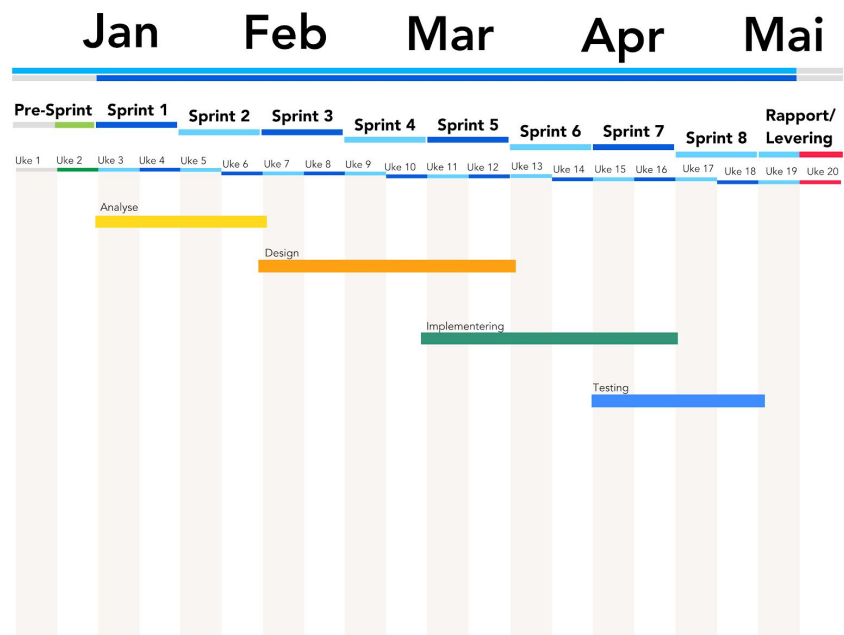 Jan Feb Mar Apr Mai
Pre-Sprint Sprint 1 Sprint 2 Sprint 3 Sprint 4 Sprint 5 Sprint 6 Sprint 7 Sprint 8 Rapport/
Levering
Uke 1 Uke 2 Uke 3 Uke 4 Uke 5 Uke 6 Uke 7 Uke 8 Uke 9 Uke 10 Uke 11 Uke 12 Uke 13 Uke 14 Uke 15 Uke 16 Uke 17 Uke 18 Uke 19 Uke 20
Analyse
Design
Implementering
Testing